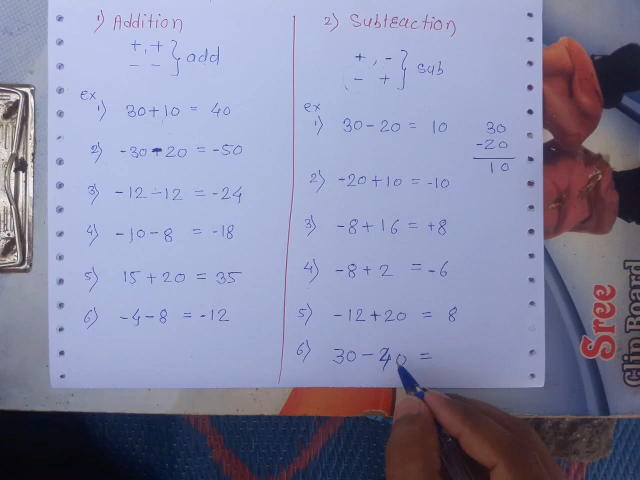 1) Addition
+, +
- -
} add
ex
1) 30+10 = 40
2) -30-20 = -50
3) -12-12 = -24
4) -10-8 = -18
5) 15+20 = 35
6) -4-8 = -12
2) Subtraction
+, -
- +
} sub
ex
1) 30-20 = 10
30
-20
10
2) -20+10 = -10
3) -8+16 = +8
4) -8+2 = -6
5) -12+20 = 8
6) 30-40 =
Sree
Clip Board